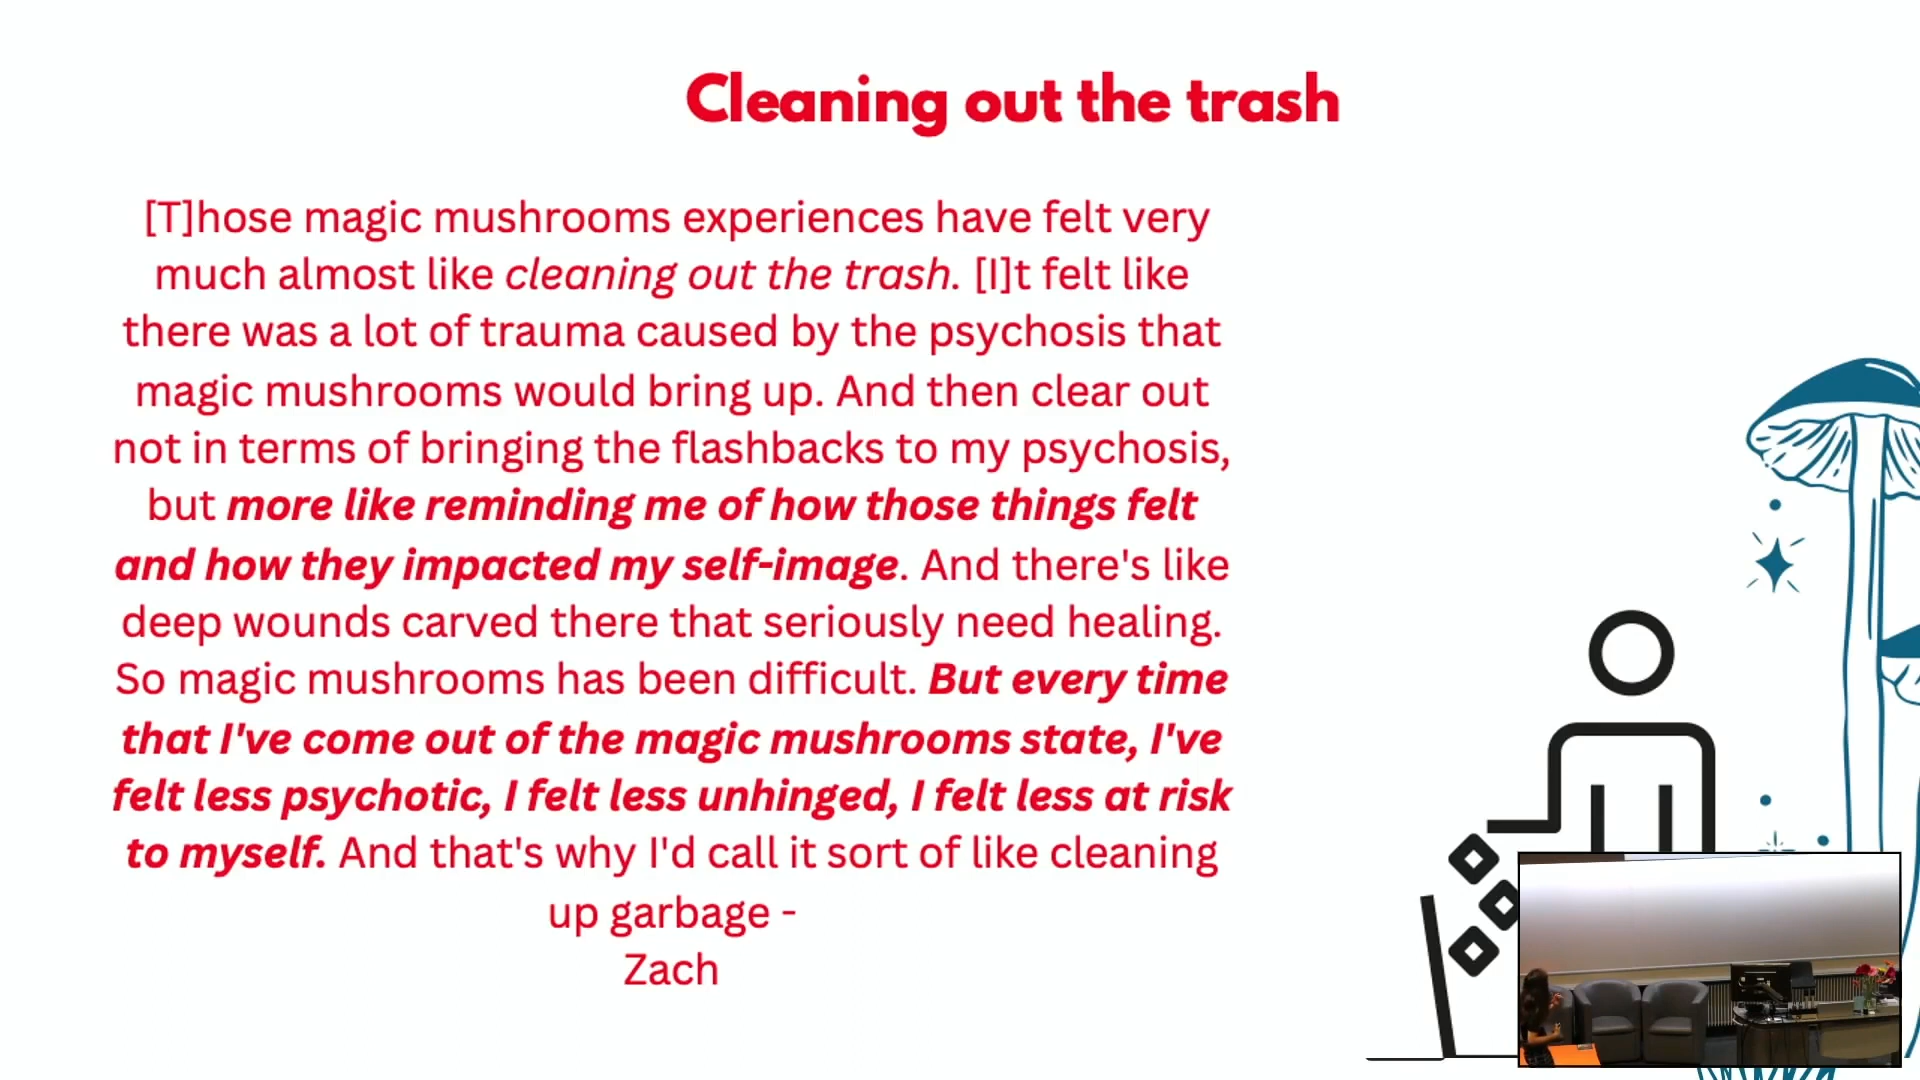 Cleaning out the trash
[T]hose magic mushrooms experiences have felt very
much almost like cleaning out the trash. [I]t felt like
there was a lot of trauma caused by the psychosis that
magic mushrooms would bring up. And then clear out
not in terms of bringing the flashbacks to my psychosis,
but more like reminding me of how those things felt
and how they impacted my self-image. And there's like
deep wounds carved there that seriously need healing.
So magic mushrooms has been difficult. But every time
that I've come out of the magic mushrooms state, I've
felt less psychotic, I felt less unhinged, I felt less at risk
to myself. And that's why I'd call it sort of like cleaning
up garbage -
Zach